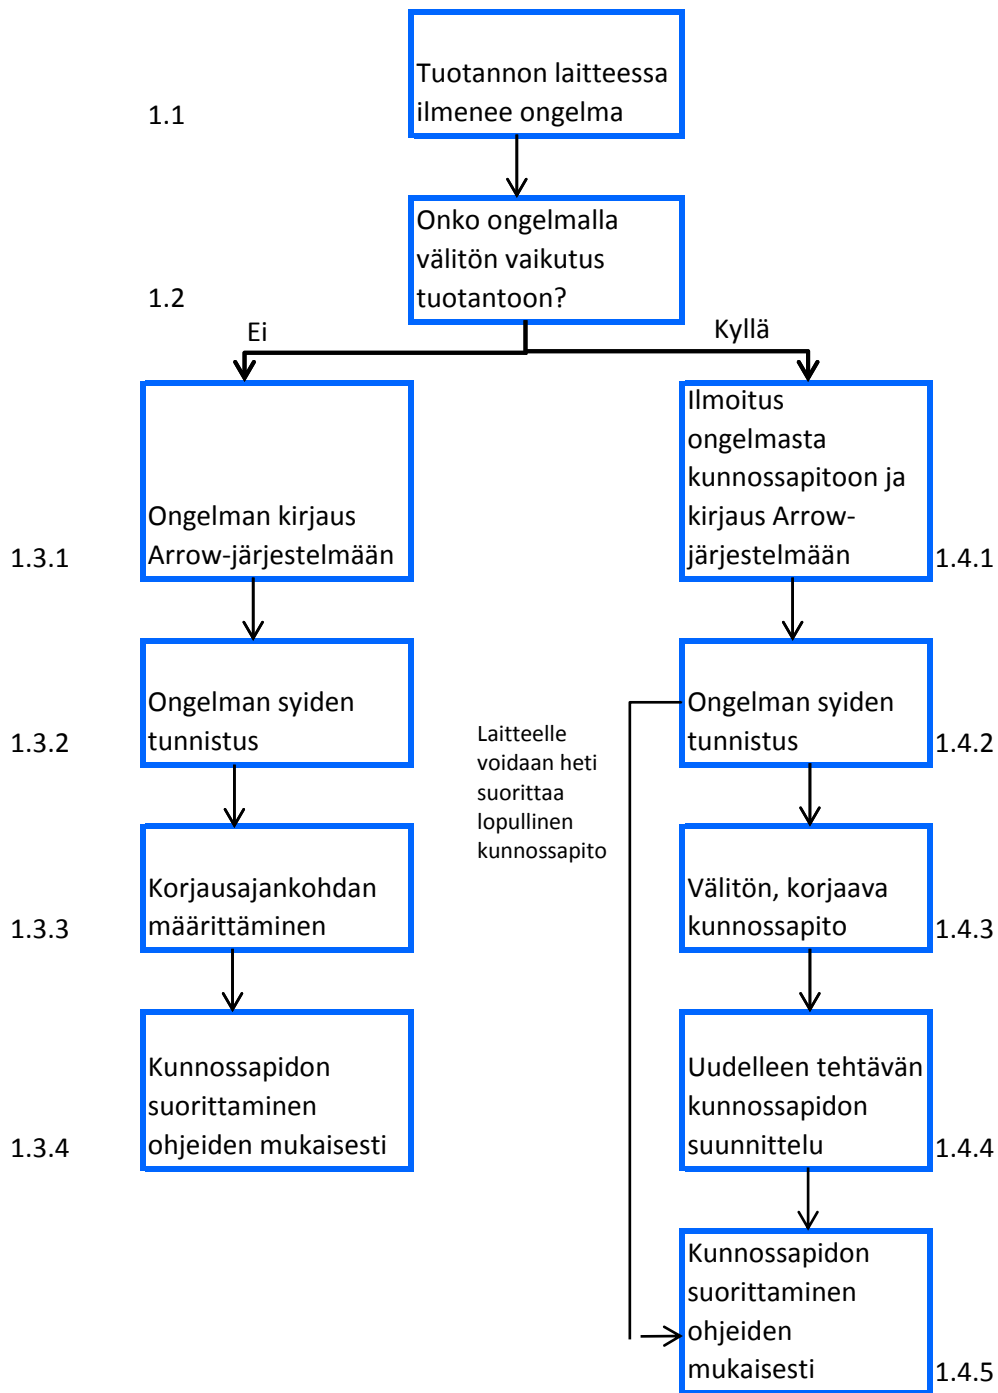 Tuotannon laitteessa
ilmenee ongelma
1.1
Onko ongelmalla
välitön vaikutus
tuotantoon?
1.2
Ei
Kyllä
Ongelman kirjaus
Arrow-järjestelmään
1.3.1
Ilmoitus
ongelmasta
kunnossapitoon ja
kirjaus Arrow-
järjestelmään
1.4.1
Ongelman syiden
tunnistus
1.3.2
Laitteelle
voidaan heti
suorittaa
lopullinen
kunnossapito
Ongelman syiden
tunnistus
1.4.2
Korjausajankohdan
määrittäminen
1.3.3
Välitön, korjaava
kunnossapito
1.4.3
Kunnossapidon
suorittaminen
ohjeiden mukaisesti
1.3.4
Uudelleen tehtävän
kunnossapidon
suunnittelu
1.4.4
Kunnossapidon
suorittaminen
ohjeiden
mukaisesti
1.4.5